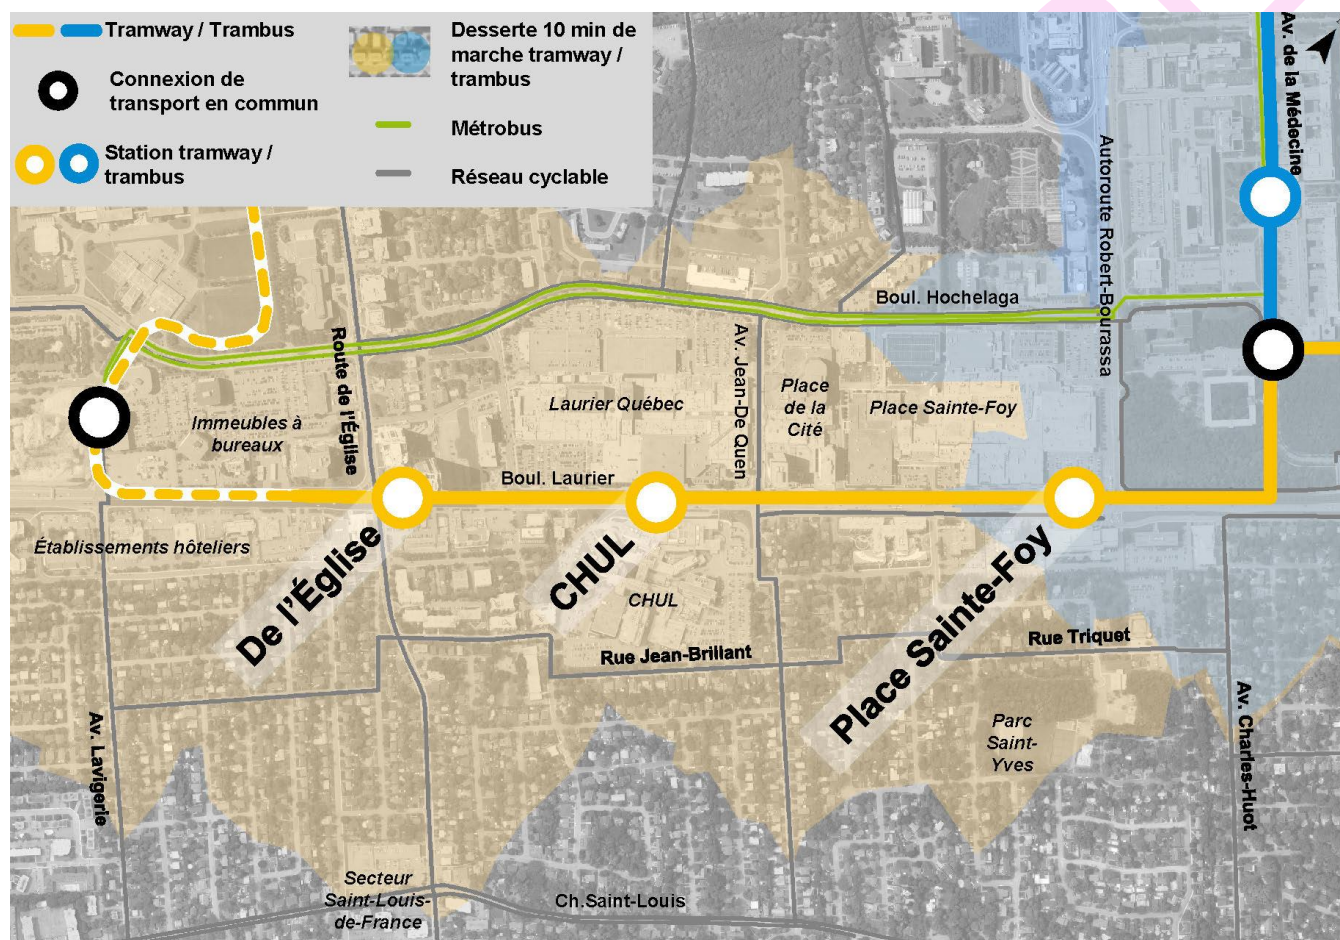 Tramway / Trambus
Connexion de
transport en commun
Station tramway /
trambus
Desserte 10 min de
marche tramway /
trambus
Métrobus
Réseau cyclable
Av. de la Médecine
Autoroute Robert-Bourassa
Boul. Hochelaga
Route de l'Église
Av. Jean-De Quen
Immeubles à
bureaux
Laurier Québec
Place
de la
Cité
Place Sainte-Foy
Boul. Laurier
Établissements hôteliers
De l'Église
CHUL
CHUL
Place Sainte-Foy
Rue Jean-Brillant
Rue Triquet
Av. Lavigerie
Parc
Saint-
Yves
Av. Charles-Huot
Secteur
Saint-Louis-
de-France
Ch.Saint-Louis